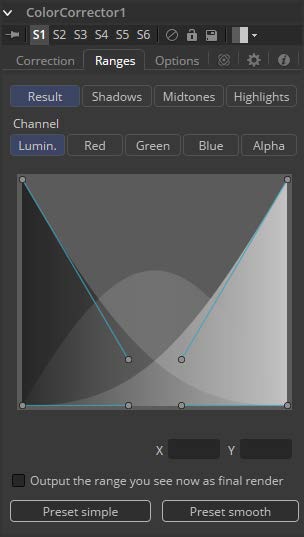 ColorCorrector1
S1 S2 S3 S4 S5 S6
Correction Ranges Options
Result Shadows Midtones Highlights
Channel
Lumin. Red Green Blue Alpha
X Y
Output the range you see now as final render
Preset simple Preset smooth